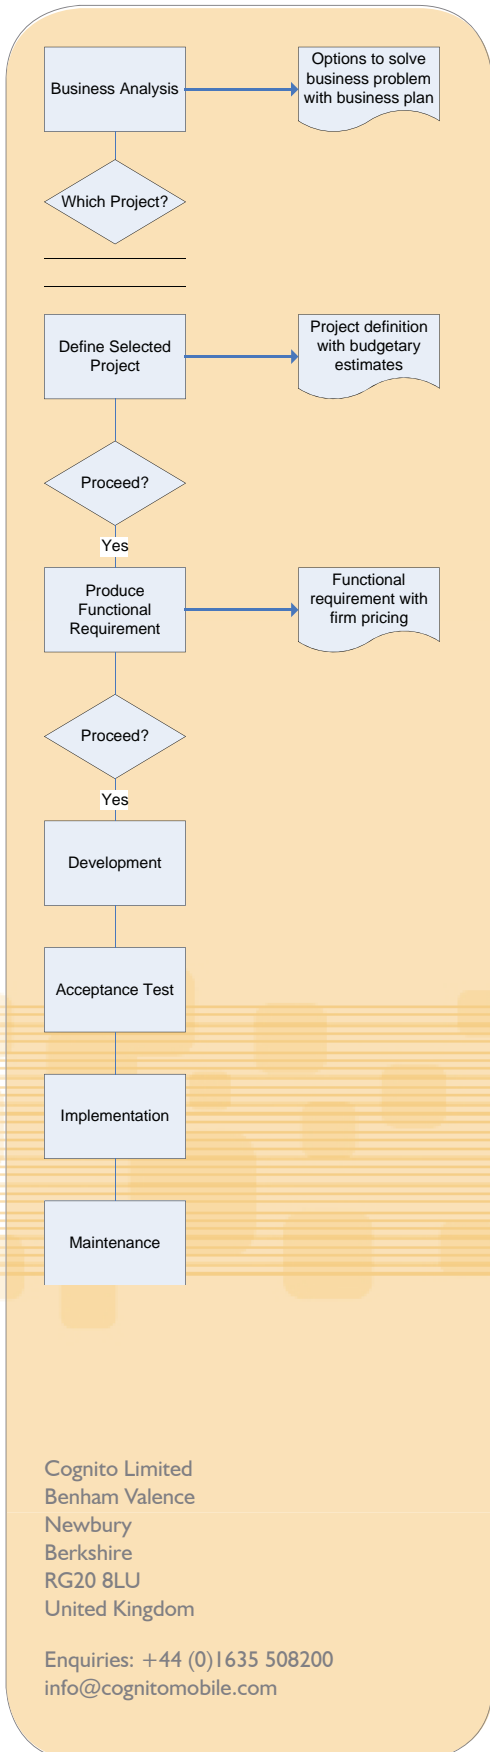 Business Analysis
Options to solve
business problem
with business plan
Which Project?
Define Selected
Project
Project definition
with budgetary
estimates
Proceed?
Yes
Produce
Functional
Requirement
Functional
requirement with
firm pricing
Proceed?
Yes
Development
Acceptance Test
Implementation
Maintenance
Cognito Limited
Benham Valence
Newbury
Berkshire
RG20 8LU
United Kingdom
Enquiries: +44 (0)1635 508200
info@cognitomobile.com